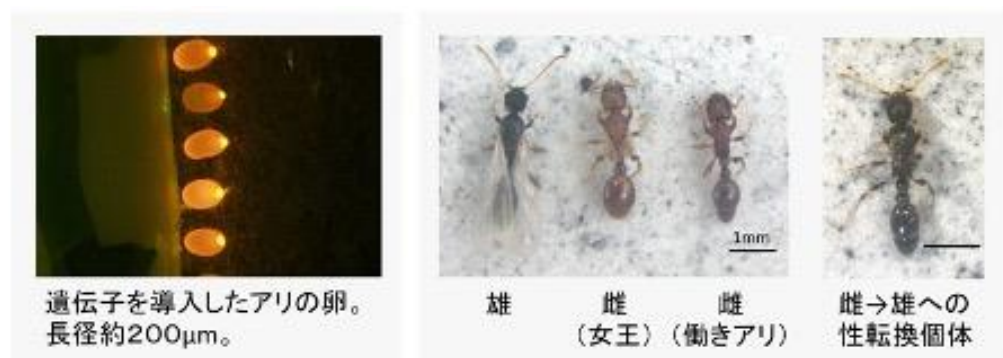 遺伝子を導入したアリの卵。
長径約200μm。
1mm
雄
雌
(女王)
雌
(働きアリ)
雌→雄への
性転換個体